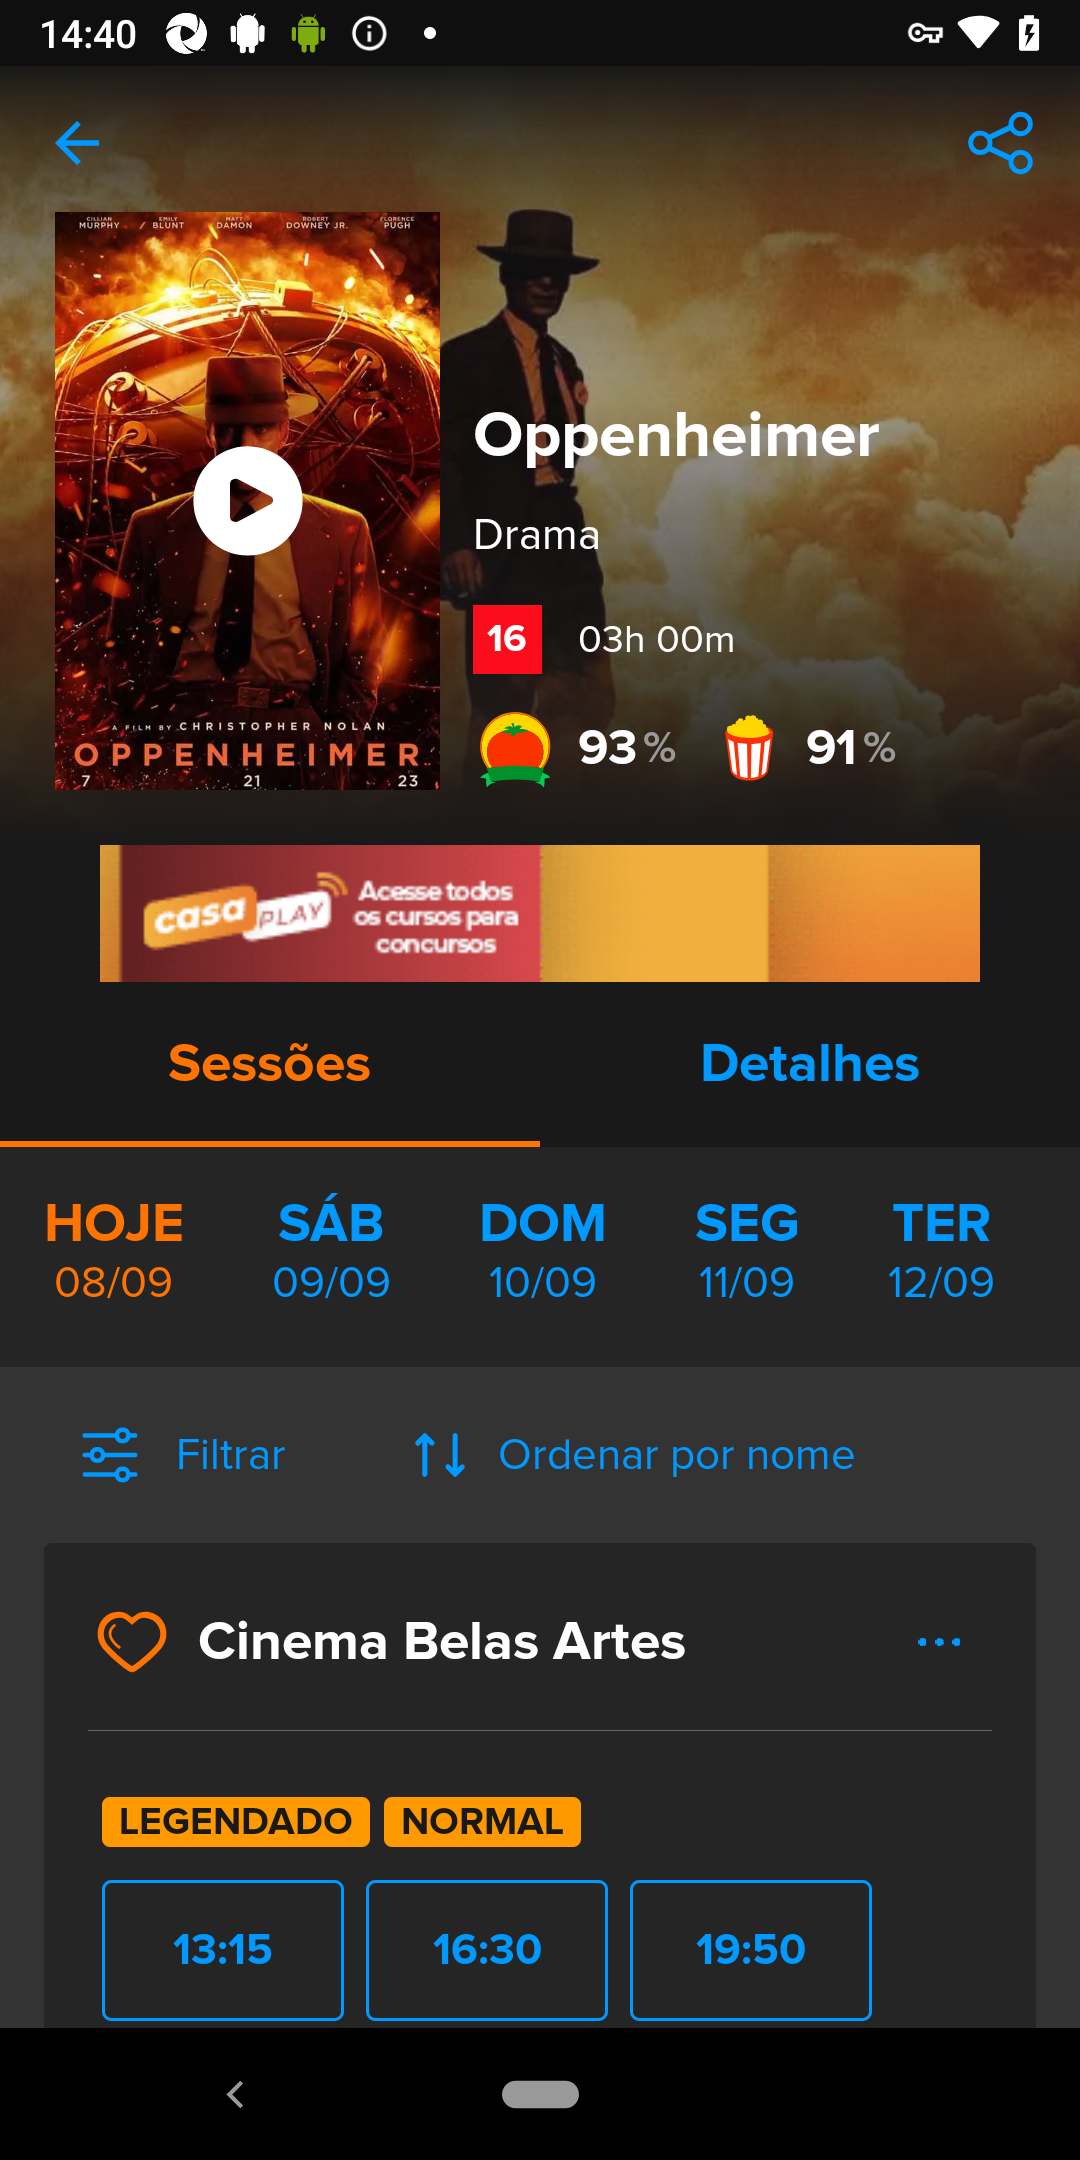 14:40
CILLIAN MURPHY / EMILY BLUNT MATT DAMON ROBERT DOWNEY JR. FLORENCE PUGH
A FILM BY CHRISTOPHER NOLAN
OPPENHEIMER
7 21 23
Oppenheimer
Drama
16 03h 00m
93% 91%
casa PLAY
Acesse todos
os cursos para
concursos
Sessões Detalhes
HOJE SÁB DOM SEG TER
08/09 09/09 10/09 11/09 12/09
Filtrar Ordenar por nome
Cinema Belas Artes
LEGENDADO NORMAL
13:15 16:30 19:50